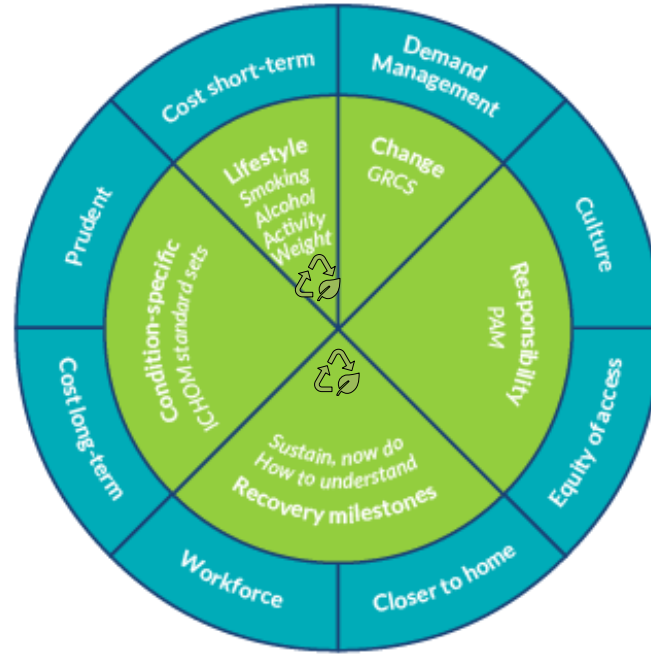 Cost short-term
Demand
Management
Culture
Equity of access
Closer to home
Workforce
Cost long-term
Prudent
Lifestyle
Smoking
Alcohol
Activity
Weight
Change
GRCS
Responsibility
PAM
Sustain, now do
How to understand
Recovery milestones
Condition-specific
ICHOM standard sets